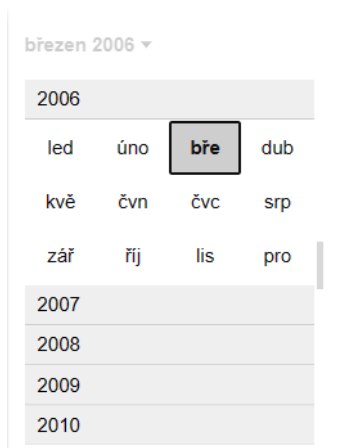 březen 2006
2006
led úno bře dub
kvě čvn čvc srp
zář říj lis pro
2007
2008
2009
2010